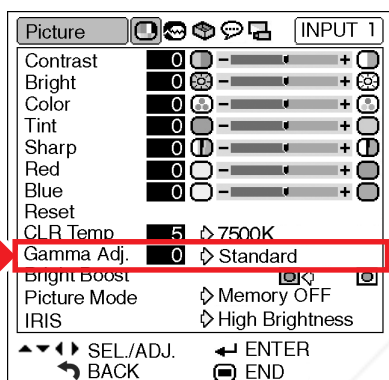 Picture INPUT 1
Contrast 0 - +
Bright 0 - +
Color 0 - +
Tint 0 - +
Sharp 0 - +
Red 0 - +
Blue 0 - +
Reset
CLR Temp 5 7500K
Gamma Adj. 0 Standard
Bright Boost
Picture Mode Memory OFF
IRIS High Brightness
SEL./ADJ. ENTER
BACK END